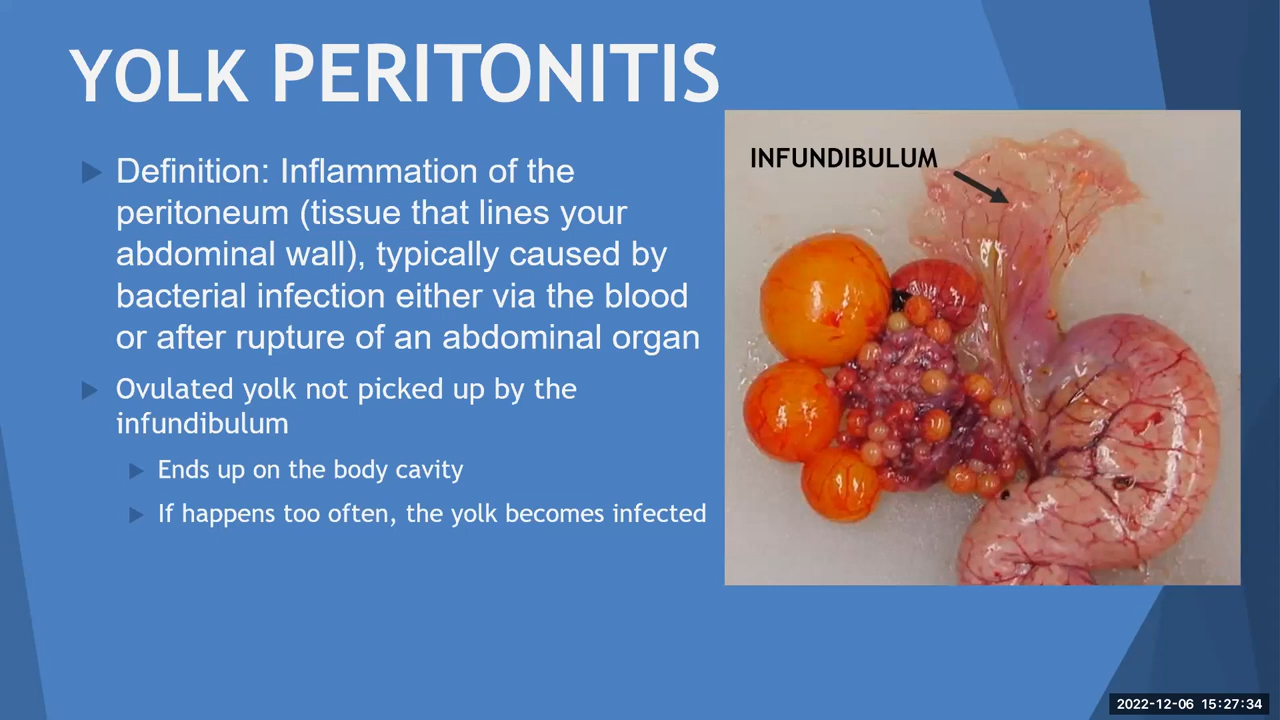 YOLK PERITONITIS
INFUNDIBULUM
Definition: Inflammation of the
peritoneum (tissue that lines your
abdominal wall), typically caused by
bacterial infection either via the blood
or after rupture of an abdominal organ
Ovulated yolk not picked up by the
infundibulum
Ends up on the body cavity
If happens too often, the yolk becomes infected
2022-12-06 15:27:34